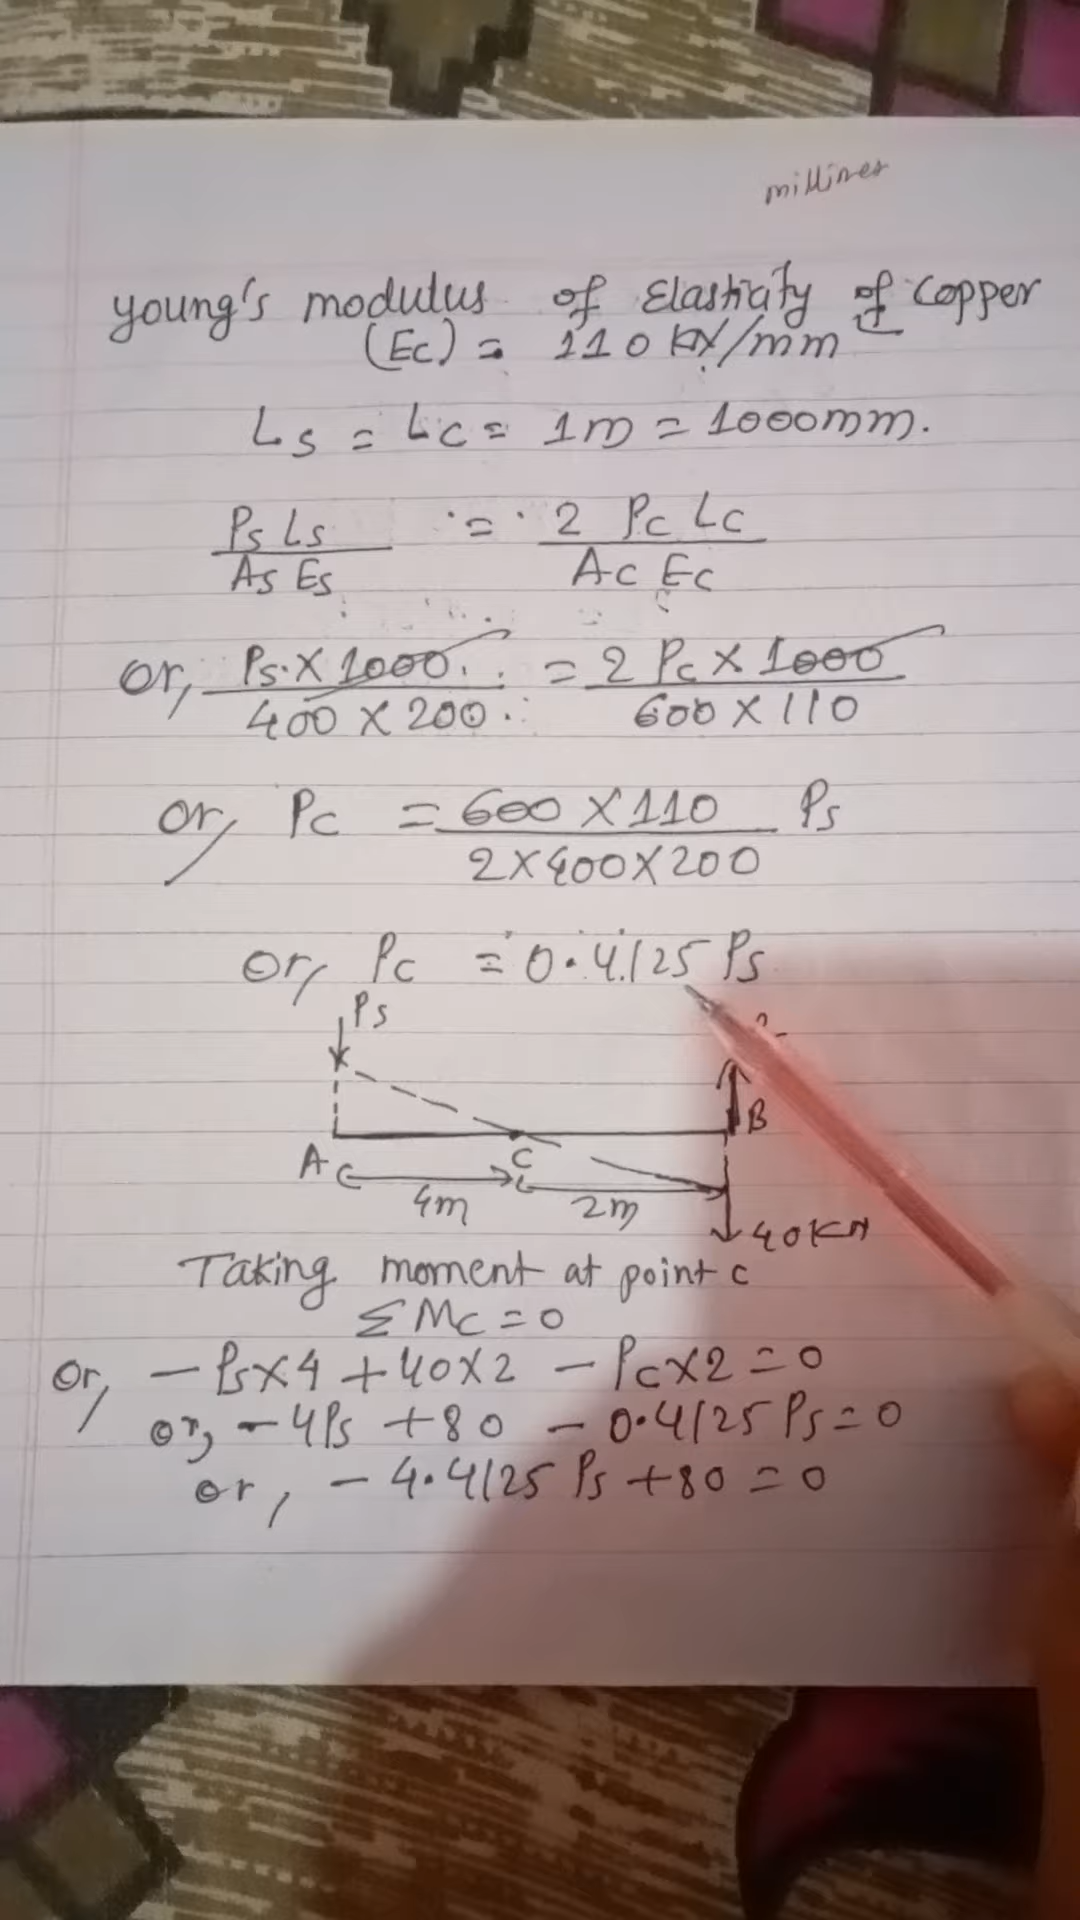 milliner
young's modulus of Elasticity of copper
(Ec) = 110 KN/mm²
Ls = Lc = 1m = 1000mm.
Ps Ls / As Es = 2 Pc Lc / Ac Ec
or, Ps × 1000 / 400 × 200 = 2 Pc × 1000 / 600 × 110
or, Pc = 600 × 110 / 2 × 400 × 200 Ps
or, Pc = 0.4125 Ps
Ps
B
A C
4m 2m
40KN
Taking moment at point c
ΣMc = 0
or, - Ps×4 + 40×2 - Pc×2 = 0
or, - 4Ps + 80 - 0.4125 Ps = 0
or, - 4.4125 Ps + 80 = 0